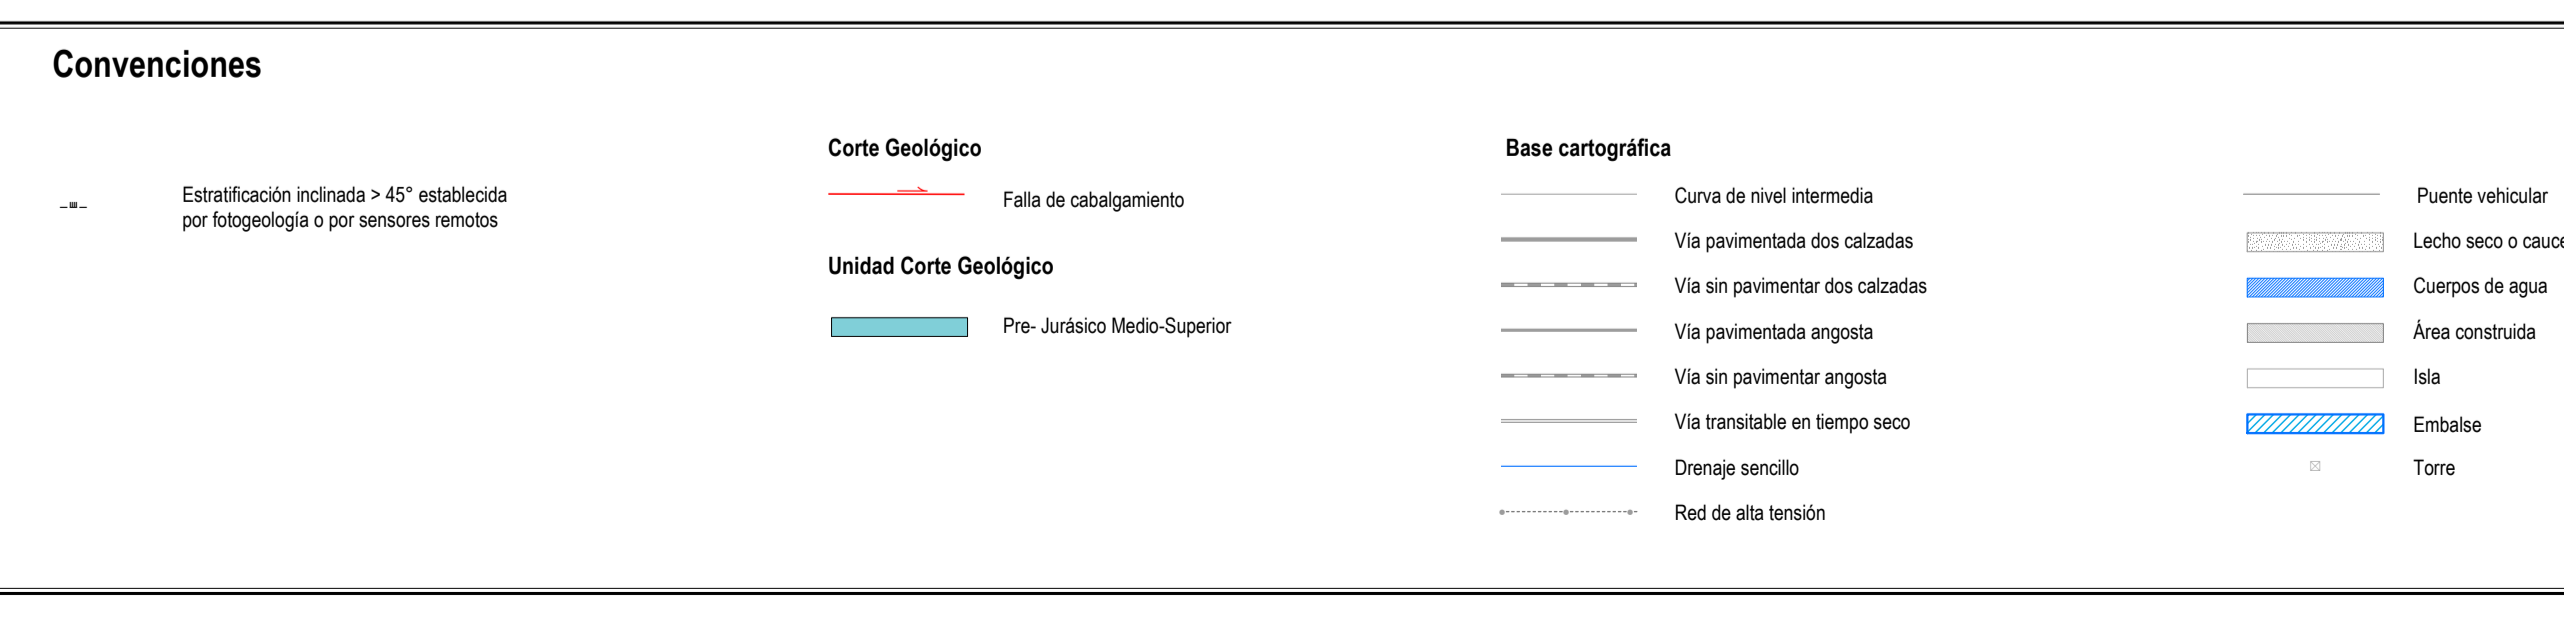 Convenciones
Estratificación inclinada > 45° establecida
por fotogeología o por sensores remotos
Corte Geológico
Falla de cabalgamiento
Unidad Corte Geológico
Pre- Jurásico Medio-Superior
Base cartográfica
Curva de nivel intermedia
Vía pavimentada dos calzadas
Vía sin pavimentar dos calzadas
Vía pavimentada angosta
Vía sin pavimentar angosta
Vía transitable en tiempo seco
Drenaje sencillo
Red de alta tensión
Puente vehicular
Lecho seco o cauce
Cuerpos de agua
Área construida
Isla
Embalse
Torre